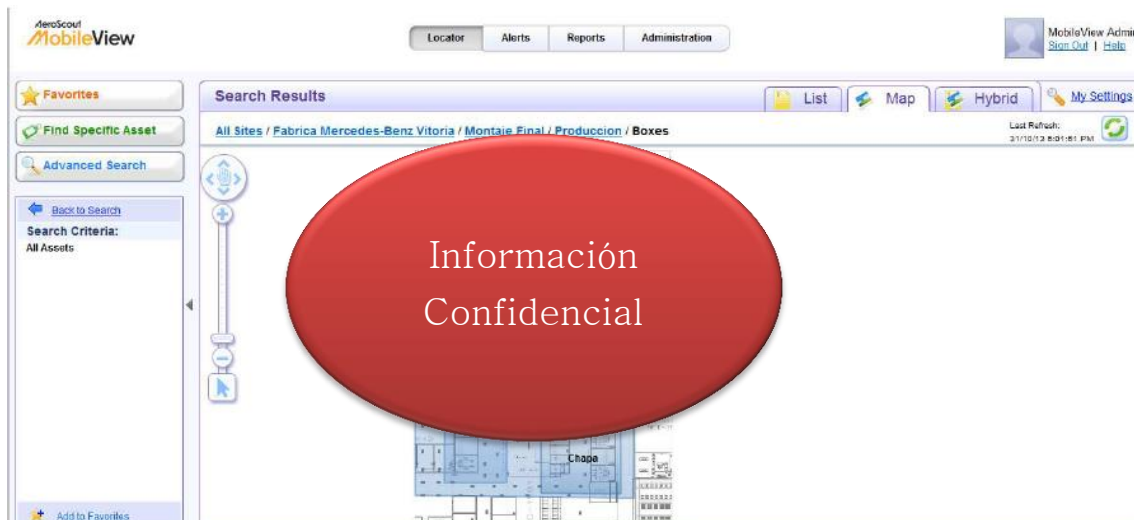 AeroScout
MobileView
Locator
Alerts
Reports
Administration
MobileView Admi
Sign Out | Help
Favorites
Find Specific Asset
Advanced Search
Back to Search
Search Criteria:
All Assets
Add to Favorites
Search Results
List
Map
Hybrid
My Settings
All Sites / Fabrica Mercedes-Benz Vitoria / Montaje Final / Produccion / Boxes
Last Refresh:
Información
Confidencial
Chapa